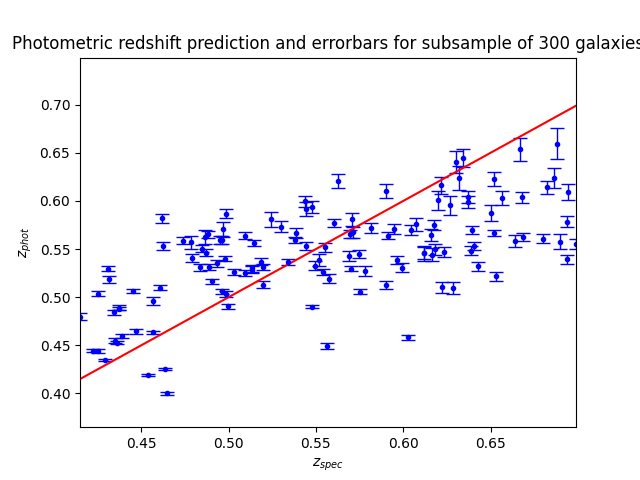 Photometric redshift prediction and errorbars for subsample of 300 galaxies
0.70
0.65
0.60
0.55
0.50
0.45
0.40
z_phot
0.45 0.50 0.55 0.60 0.65
z_spec